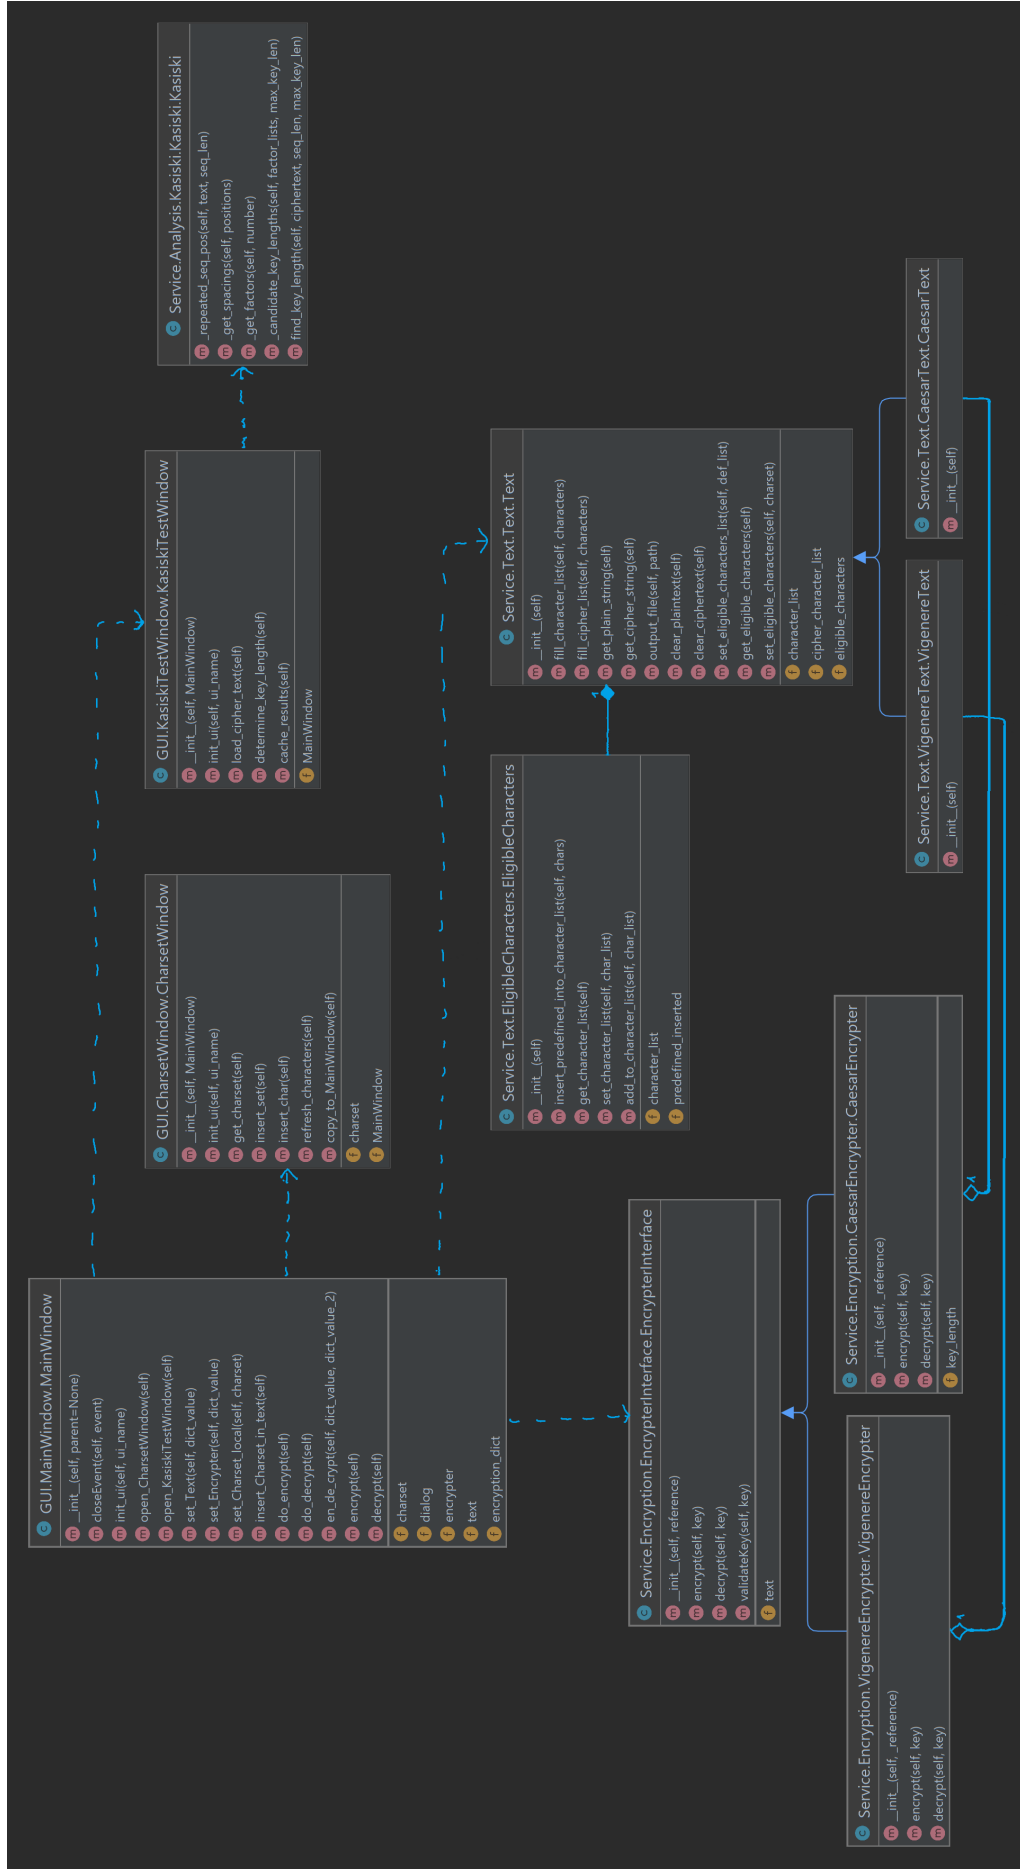 GUI.MainWindow.MainWindow
__init__(self, parent=None)
closeEvent(self, event)
init_ui(self, ui_name)
open_CharsetWindow(self)
open_KasiskiTestWindow(self)
set_Text(self, dict_value)
set_Encrypter(self, dict_value)
set_Charset_local(self, charset)
insert_Charset_in_text(self)
do_encrypt(self)
do_decrypt(self)
en_de_crypt(self, dict_value, dict_value_2)
encrypt(self)
decrypt(self)
charset
dialog
encrypter
text
encryption_dict
GUI.CharsetWindow.CharsetWindow
__init__(self, MainWindow)
init_ui(self, ui_name)
get_charset(self)
insert_set(self)
insert_char(self)
refresh_characters(self)
copy_to_MainWindow(self)
charset
MainWindow
GUI.KasiskiTestWindow.KasiskiTestWindow
__init__(self, MainWindow)
init_ui(self, ui_name)
load_cipher_text(self)
determine_key_length(self)
cache_results(self)
MainWindow
Service.Analysis.Kasiski.Kasiski
_repeated_seq_pos(self, text, seq_len)
_get_spacings(self, positions)
_get_factors(self, number)
_candidate_key_lengths(self, factor_lists, max_key_len)
find_key_length(self, ciphertext, seq_len, max_key_len)
Service.Text.EligibleCharacters.EligibleCharacters
__init__(self)
insert_predefined_into_character_list(self, chars)
get_character_list(self)
set_character_list(self, char_list)
add_to_character_list(self, char_list)
character_list
predefined_inserted
1
Service.Text.Text.Text
__init__(self)
fill_character_list(self, characters)
fill_cipher_list(self, characters)
get_plain_string(self)
get_cipher_string(self)
output_file(self, path)
clear_plaintext(self)
clear_ciphertext(self)
set_eligible_characters_list(self, def_list)
get_eligible_characters(self)
set_eligible_characters(self, charset)
character_list
cipher_character_list
eligible_characters
Service.Encryption.EncrypterInterface.EncrypterInterface
__init__(self, reference)
encrypt(self, key)
decrypt(self, key)
validateKey(self, key)
text
Service.Encryption.VigenereEncrypter.VigenereEncrypter
__init__(self, _reference)
encrypt(self, key)
decrypt(self, key)
1
Service.Encryption.CaesarEncrypter.CaesarEncrypter
__init__(self, _reference)
encrypt(self, key)
decrypt(self, key)
key_length
1
Service.Text.VigenereText.VigenereText
__init__(self)
Service.Text.CaesarText.CaesarText
__init__(self)